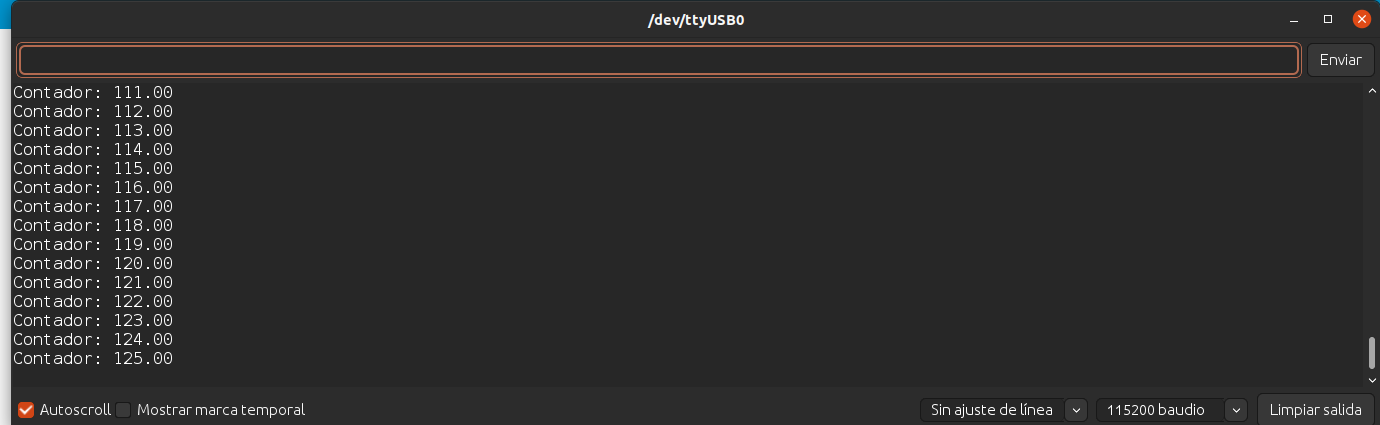 /dev/ttyUSB0
Enviar
Contador: 111.00
Contador: 112.00
Contador: 113.00
Contador: 114.00
Contador: 115.00
Contador: 116.00
Contador: 117.00
Contador: 118.00
Contador: 119.00
Contador: 120.00
Contador: 121.00
Contador: 122.00
Contador: 123.00
Contador: 124.00
Contador: 125.00
Autoscroll Mostrar marca temporal Sin ajuste de línea 115200 baudio Limpiar salida